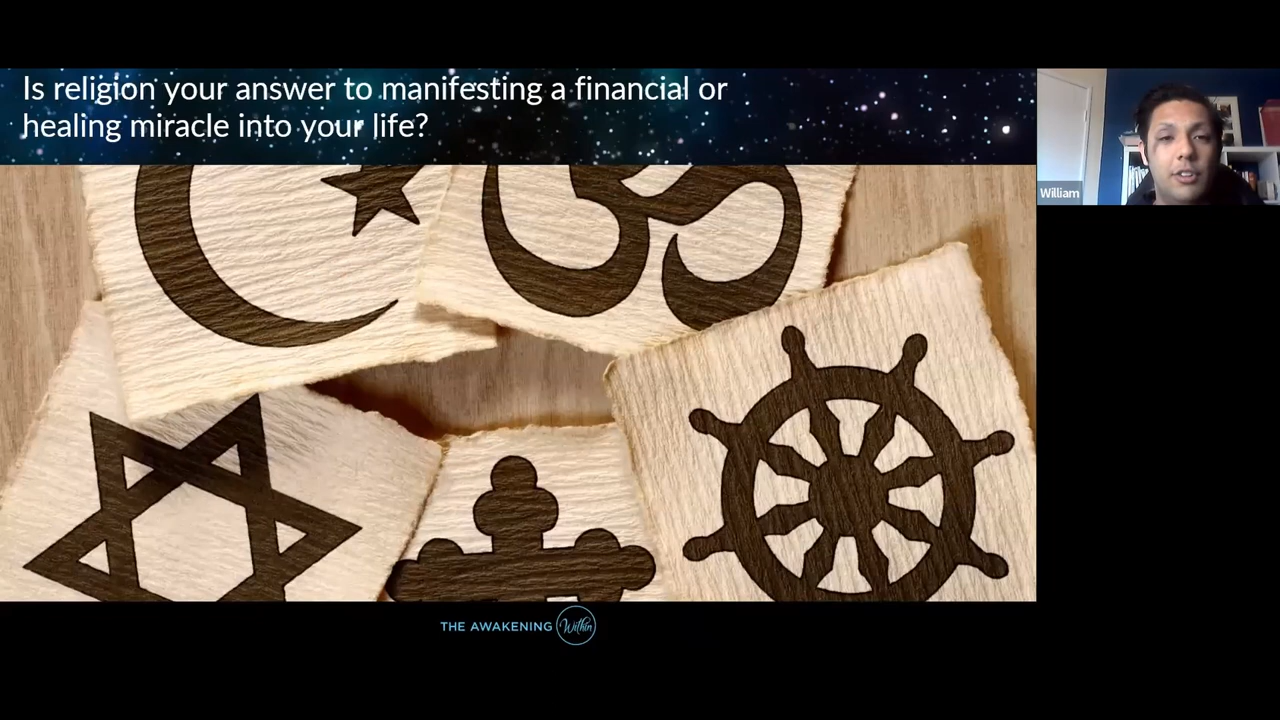 Is religion your answer to manifesting a financial or
healing miracle into your life?
William
THE AWAKENING Within